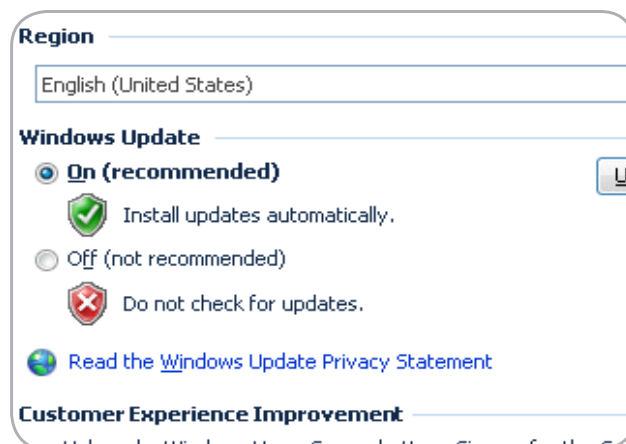 Region
English (United States)
Windows Update
On (recommended)
U
Install updates automatically.
Off (not recommended)
Do not check for updates.
Read the Windows Update Privacy Statement
Customer Experience Improvement